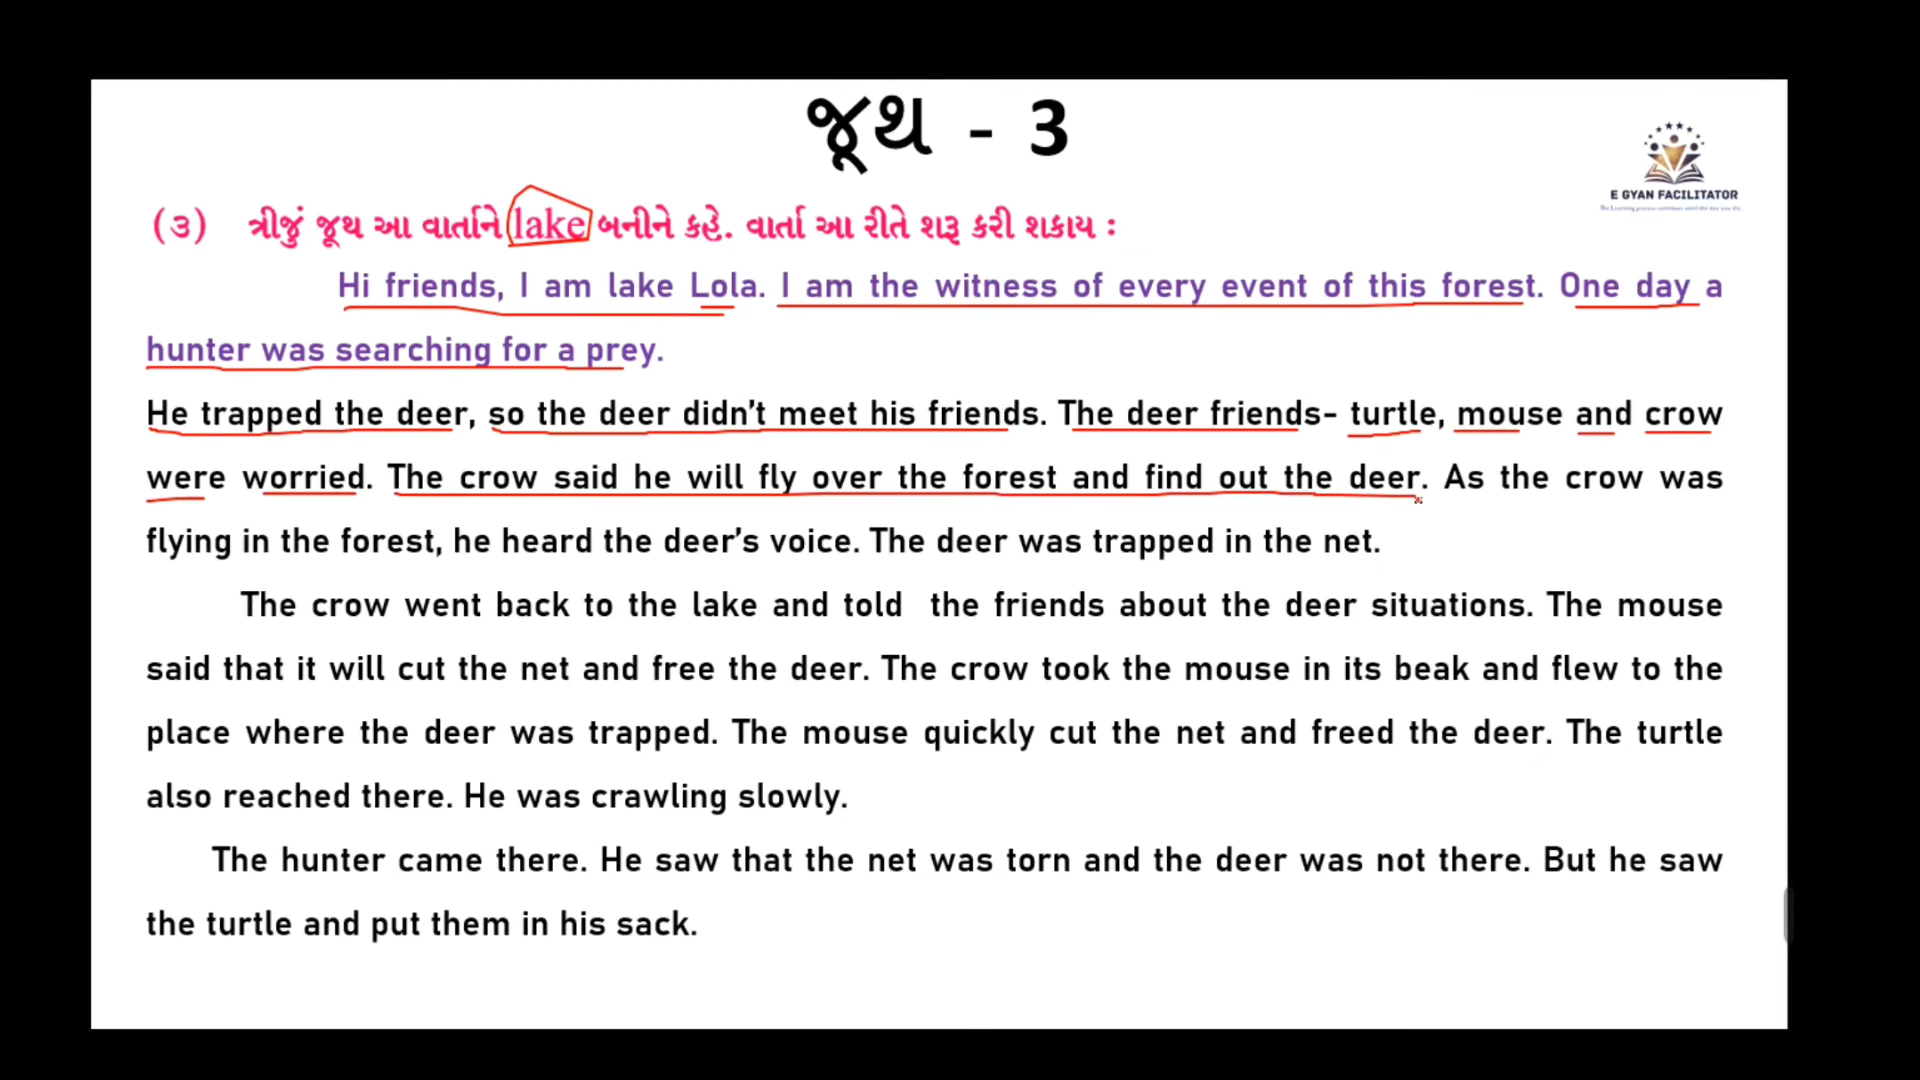 જૂથ - 3
E GYAN FACILITATOR
The Learning process continues until the day you die.
(૩) ત્રીજું જૂથ આ વાર્તાને lake બનીને કહે. વાર્તા આ રીતે શરૂ કરી શકાય :
Hi friends, I am lake Lola. I am the witness of every event of this forest. One day a
hunter was searching for a prey.
He trapped the deer, so the deer didn’t meet his friends. The deer friends- turtle, mouse and crow
were worried. The crow said he will fly over the forest and find out the deer. As the crow was
flying in the forest, he heard the deer’s voice. The deer was trapped in the net.
The crow went back to the lake and told the friends about the deer situations. The mouse
said that it will cut the net and free the deer. The crow took the mouse in its beak and flew to the
place where the deer was trapped. The mouse quickly cut the net and freed the deer. The turtle
also reached there. He was crawling slowly.
The hunter came there. He saw that the net was torn and the deer was not there. But he saw
the turtle and put them in his sack.